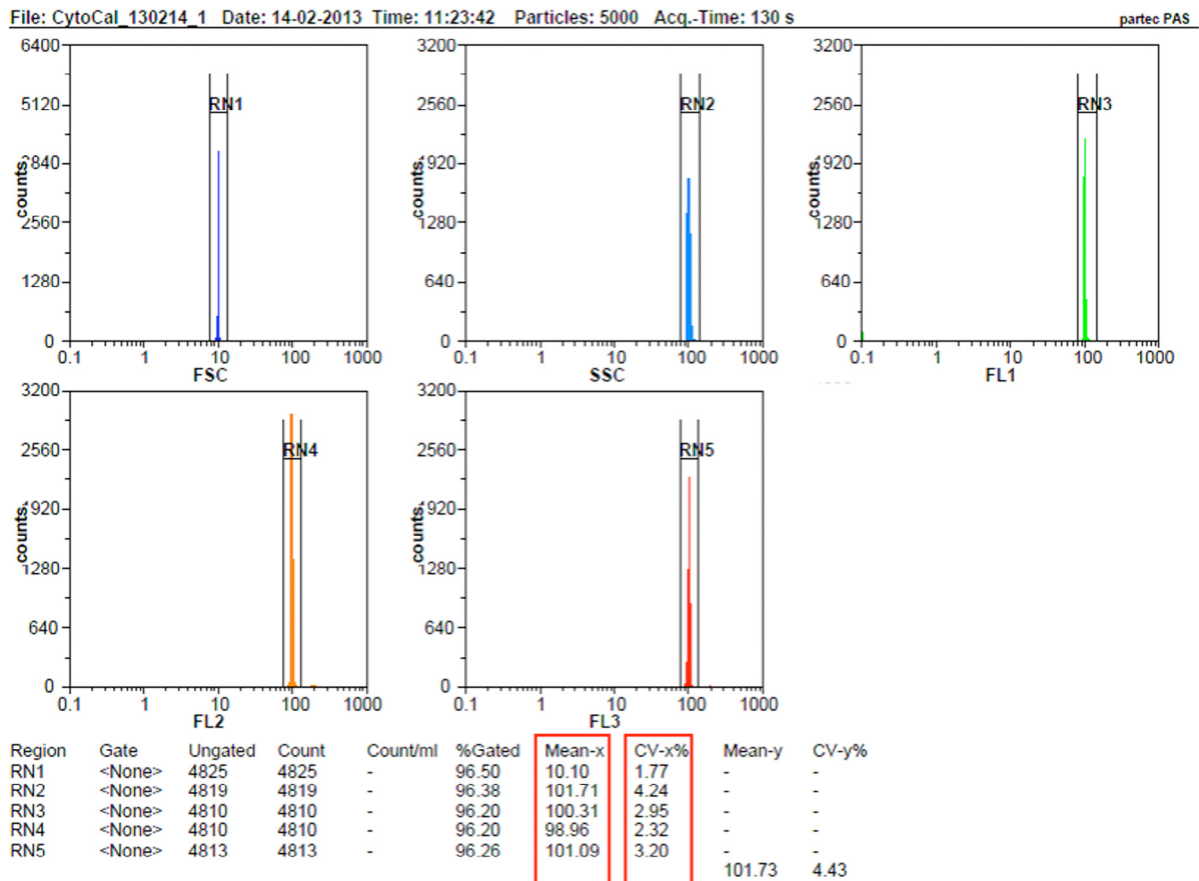 File: CytoCal_130214_1 Date: 14-02-2013 Time: 11:23:42 Particles: 5000 Acq.-Time: 130 s partec PAS
6400 3200 3200
5120 RN1 2560 RN2 2560 RN3
3840 1920 1920
counts counts counts
2560 1280 1280
1280 640 640
0 0 0
0.1 1 10 100 1000 0.1 1 10 100 1000 0.1 1 10 100 1000
FSC SSC FL1
3200 3200
2560 RN4 2560 RN5
1920 1920
counts counts
1280 1280
640 640
0 0
0.1 1 10 100 1000 0.1 1 10 100 1000
FL2 FL3
Region Gate Ungated Count Count/ml %Gated Mean-x CV-x% Mean-y CV-y%
RN1 <None> 4825 4825 - 96.50 10.10 1.77 - -
RN2 <None> 4819 4819 - 96.38 101.71 4.24 - -
RN3 <None> 4810 4810 - 96.20 100.31 2.95 - -
RN4 <None> 4810 4810 - 96.20 98.96 2.32 - -
RN5 <None> 4813 4813 - 96.26 101.09 3.20 - -
101.73 4.43